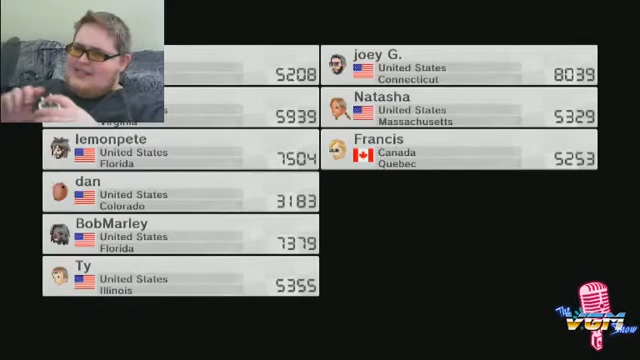 5208
Virginia
5939
lemonpete
United States
Florida
7504
dan
United States
Colorado
3183
BobMarley
United States
Florida
7379
Ty
United States
Illinois
5355
joey G.
United States
Connecticut
8039
Natasha
United States
Massachusetts
5329
Francis
Canada
Quebec
5253
The
VGM
Show